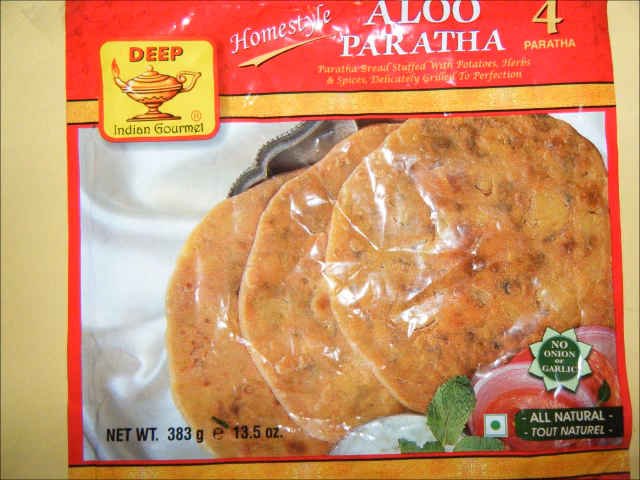 DEEP
Indian Gourmet ®
Homestyle
ALOO
PARATHA
4
PARATHA
Paratha Bread Stuffed With Potatoes, Herbs
& Spices, Delicately Grilled To Perfection
NO
ONION
or
GARLIC
- ALL NATURAL -
- TOUT NATUREL -
NET WT. 383 g ℮ 13.5 oz.